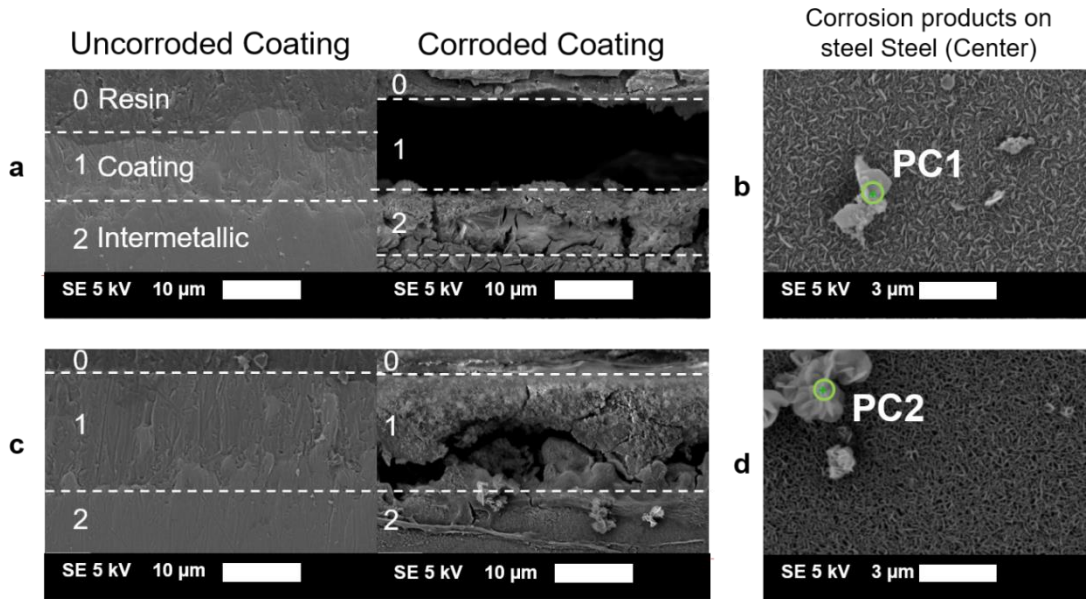 Uncorroded Coating
Corroded Coating
Corrosion products on
steel Steel (Center)
a
0 Resin
1 Coating
2 Intermetallic
SE 5 kV 10 µm
0
1
2
SE 5 kV 10 µm
b
PC1
SE 5 kV 3 µm
c
0
1
2
SE 5 kV 10 µm
0
1
2
SE 5 kV 10 µm
d
PC2
SE 5 kV 3 µm